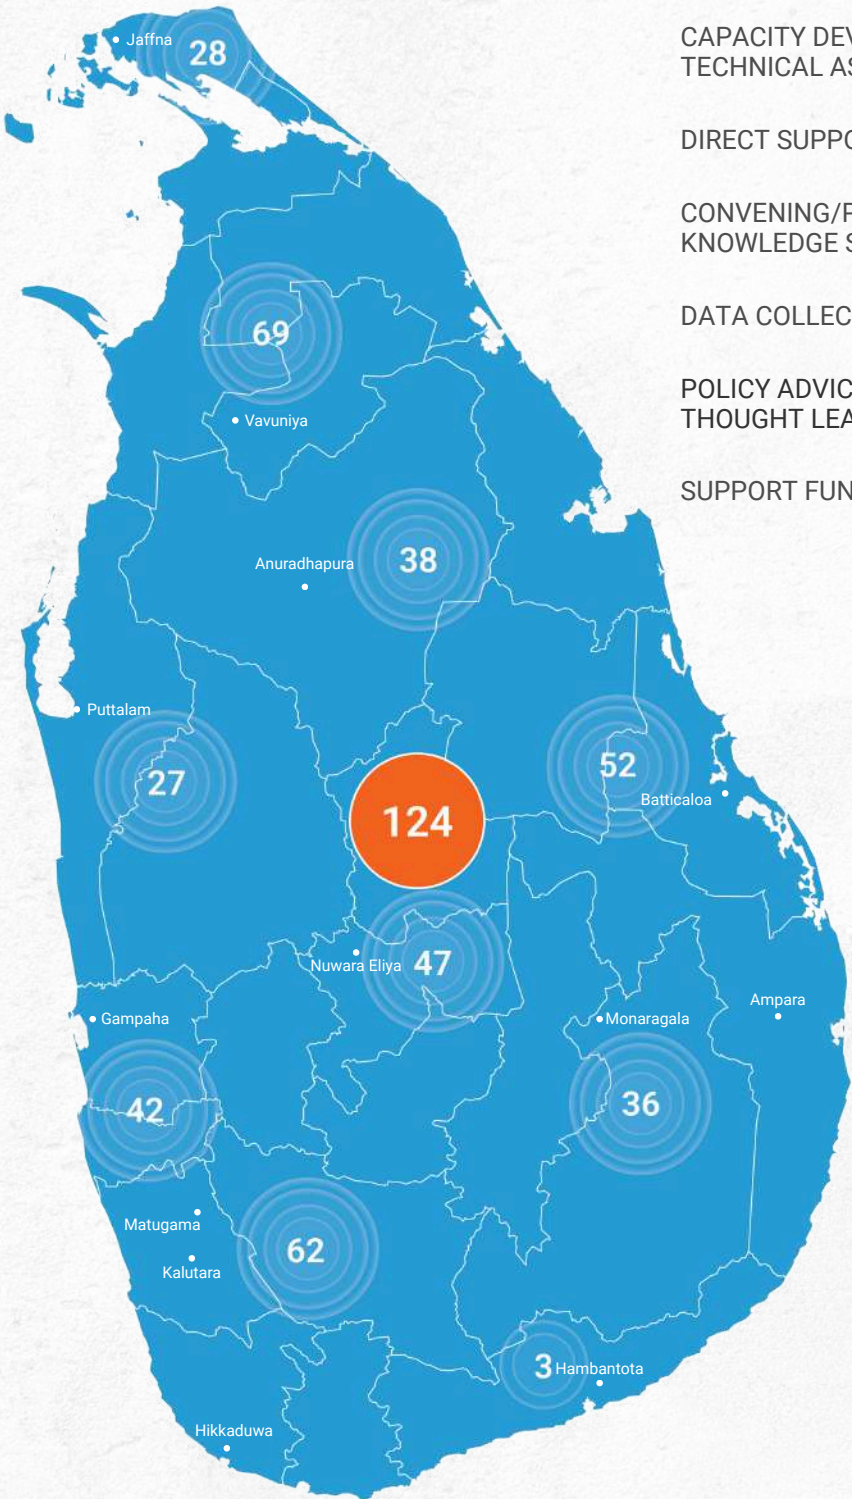 Jaffna
28
69
Vavuniya
38
Anuradhapura
Puttalam
27
52
Batticaloa
124
47
Nuwara Eliya
Gampaha
Monaragala
Ampara
42
36
Matugama
62
Kalutara
3
Hambantota
Hikkaduwa
CAPACITY DEV
TECHNICAL AS
DIRECT SUPPO
CONVENING/P
KNOWLEDGE S
DATA COLLEC
POLICY ADVIC
THOUGHT LEA
SUPPORT FUN